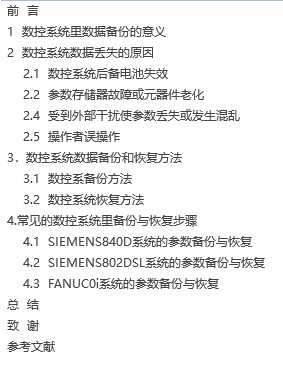 前 言
1 数控系统里数据备份的意义
2 数控系统数据丢失的原因
2.1 数控系统后备电池失效
2.2 参数存储器故障或元器件老化
2.4 受到外部干扰使参数丢失或发生混乱
2.5 操作者误操作
3．数控系统数据备份和恢复方法
3.1 数控系备份方法
3.2 数控系统恢复方法
4.常见的数控系统里备份与恢复步骤
4.1 SIEMENS840D系统的参数备份与恢复
4.2 SIEMENS802DSL系统的参数备份与恢复
4.3 FANUC0i系统的参数备份与恢复
总 结
致 谢
参考文献